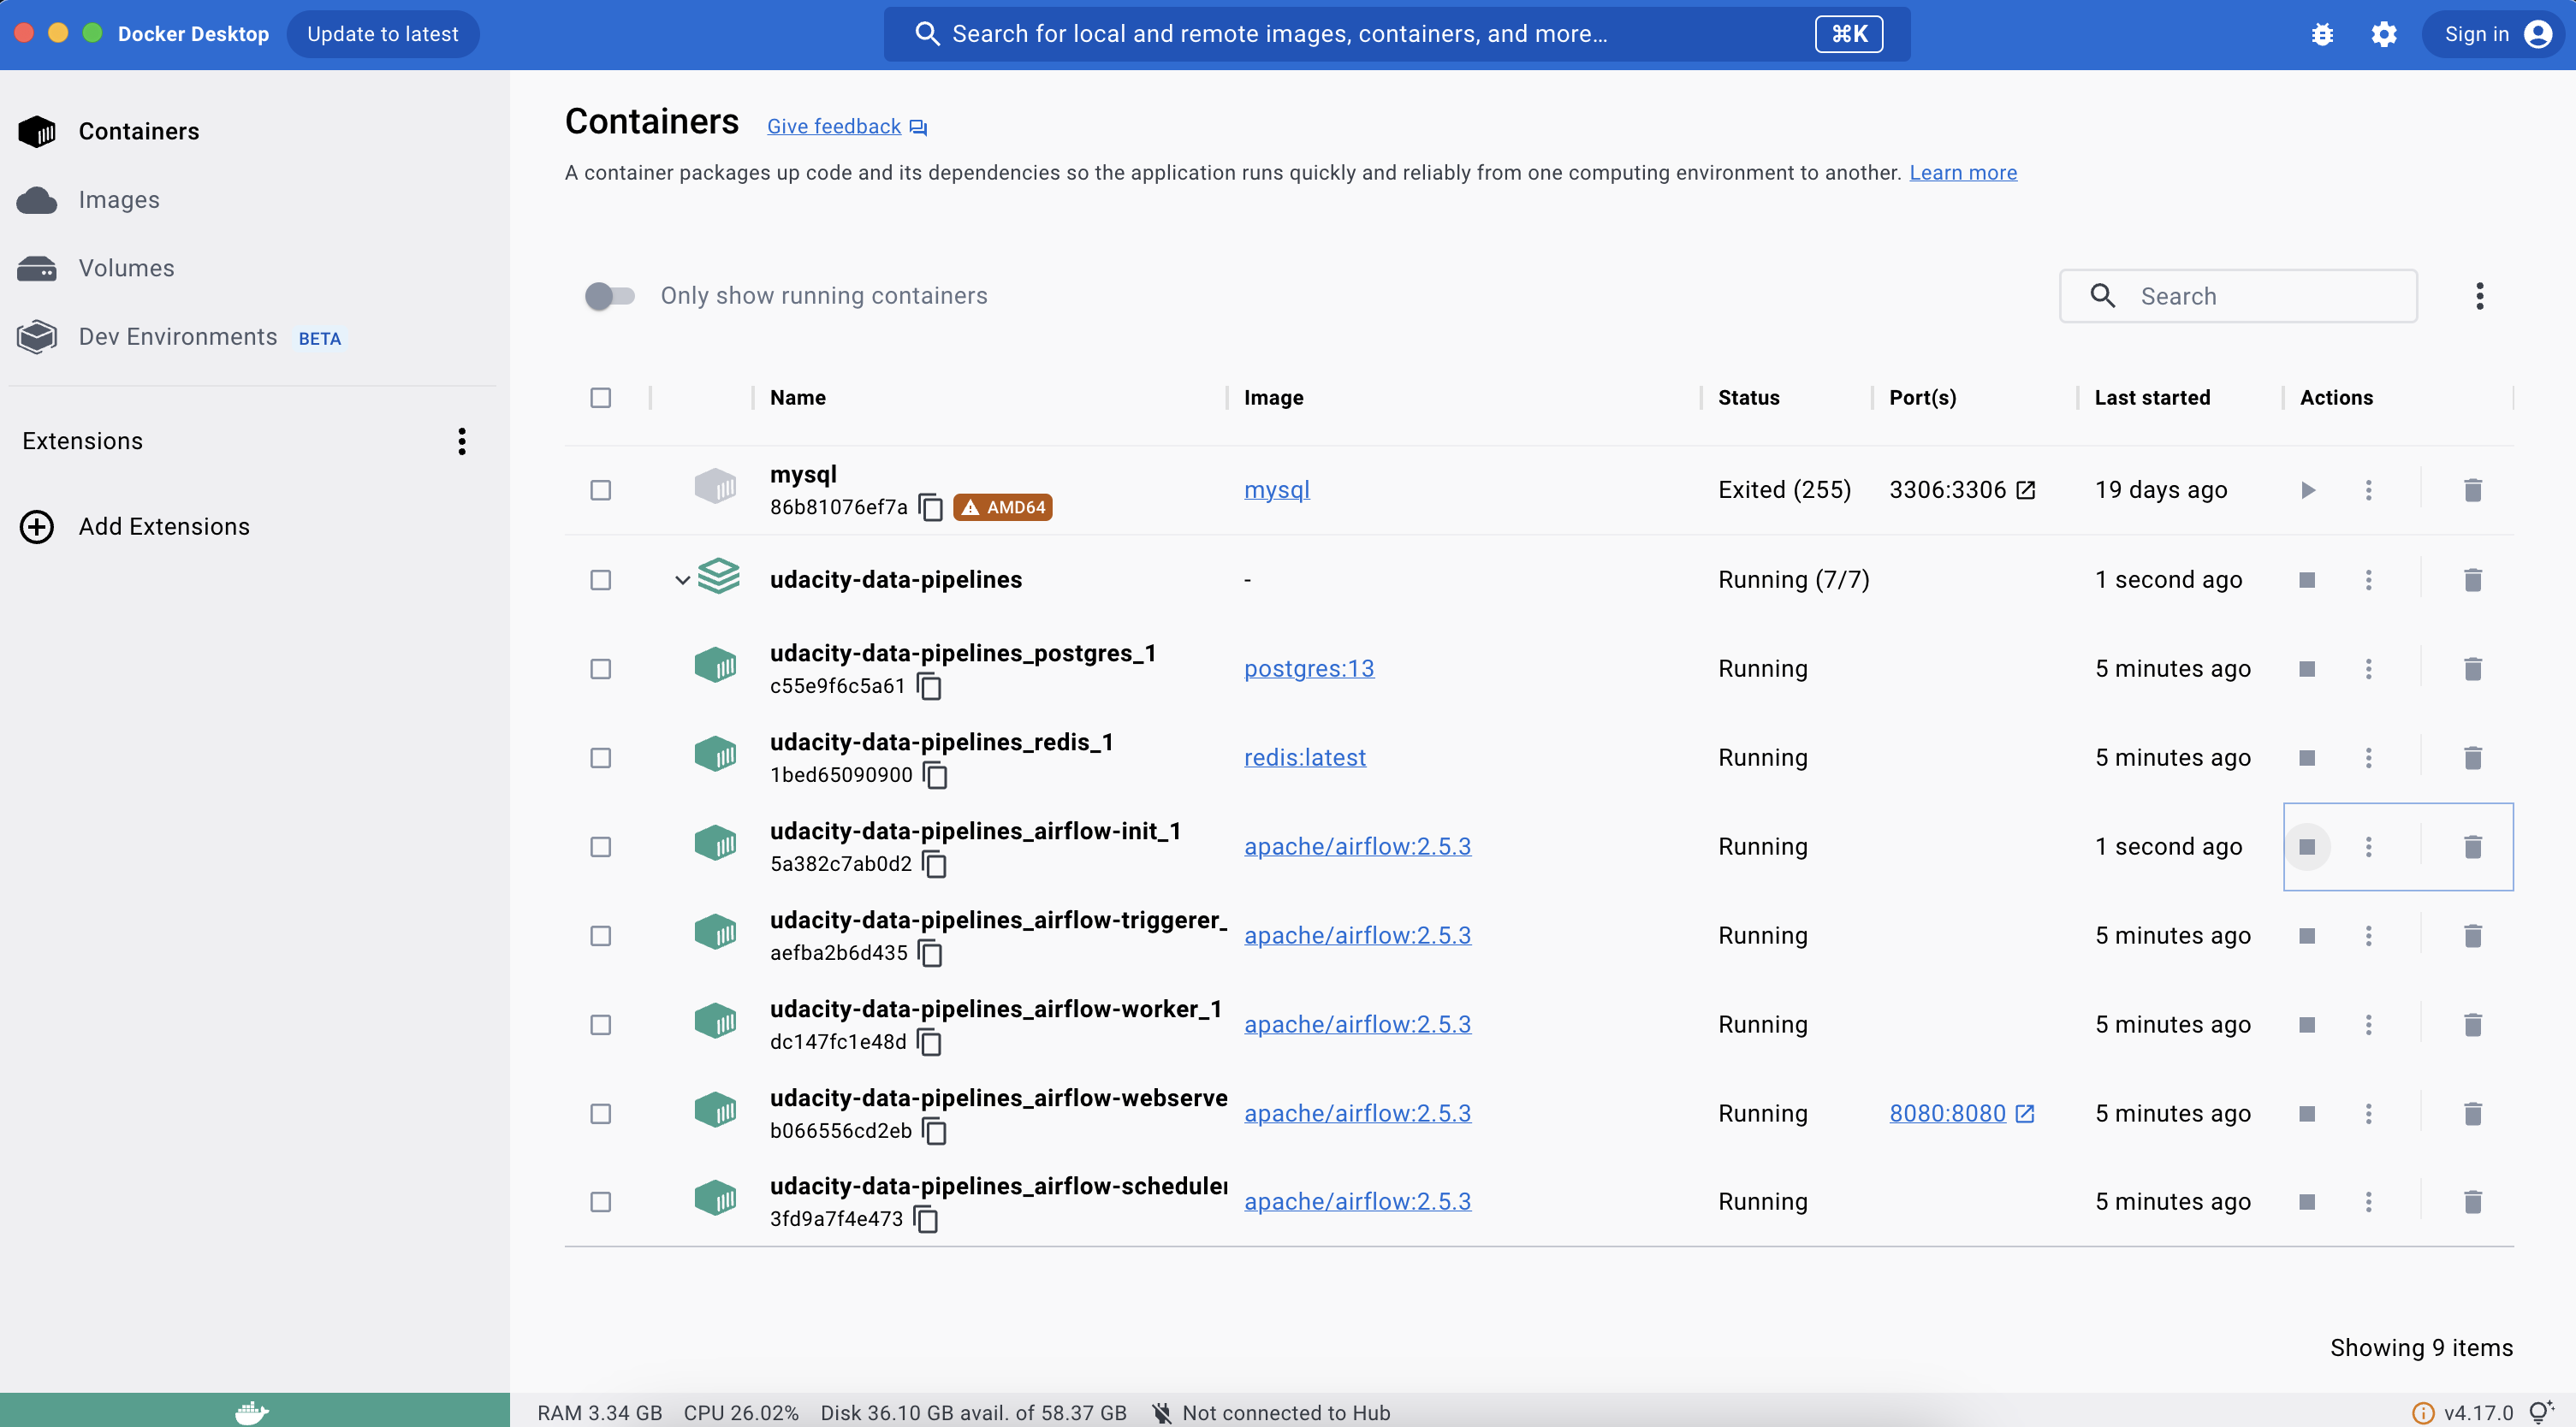 Docker Desktop Update to latest Search for local and remote images, containers, and more... ⌘K Sign in
Containers
Images
Volumes
Dev Environments BETA
Extensions
Add Extensions
Containers Give feedback
A container packages up code and its dependencies so the application runs quickly and reliably from one computing environment to another. Learn more
Only show running containers Search
Name Image Status Port(s) Last started Actions
mysql
86b81076ef7a AMD64 mysql Exited (255) 3306:3306 19 days ago
udacity-data-pipelines - Running (7/7) 1 second ago
udacity-data-pipelines_postgres_1
c55e9f6c5a61 postgres:13 Running 5 minutes ago
udacity-data-pipelines_redis_1
1bed65090900 redis:latest Running 5 minutes ago
udacity-data-pipelines_airflow-init_1
5a382c7ab0d2 apache/airflow:2.5.3 Running 1 second ago
udacity-data-pipelines_airflow-triggerer_
aefba2b6d435 apache/airflow:2.5.3 Running 5 minutes ago
udacity-data-pipelines_airflow-worker_1
dc147fc1e48d apache/airflow:2.5.3 Running 5 minutes ago
udacity-data-pipelines_airflow-webserve
b066556cd2eb apache/airflow:2.5.3 Running 8080:8080 5 minutes ago
udacity-data-pipelines_airflow-scheduler
3fd9a7f4e473 apache/airflow:2.5.3 Running 5 minutes ago
Showing 9 items
RAM 3.34 GB CPU 26.02% Disk 36.10 GB avail. of 58.37 GB Not connected to Hub v4.17.0